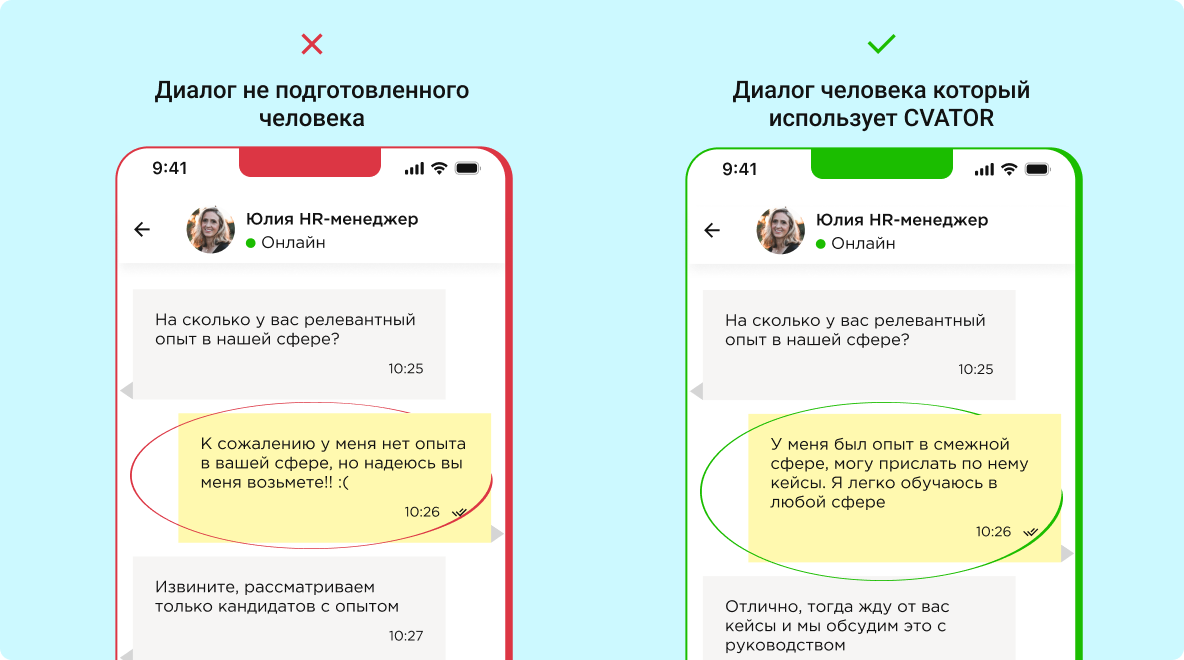 Диалог не подготовленного
человека
9:41
Юлия HR-менеджер
Онлайн
На сколько у вас релевантный
опыт в нашей сфере?
10:25
К сожалению у меня нет опыта
в вашей сфере, но надеюсь вы
меня возьмете!! :(
10:26
Извините, рассматриваем
только кандидатов с опытом
10:27
Диалог человека который
использует CVATOR
9:41
Юлия HR-менеджер
Онлайн
На сколько у вас релевантный
опыт в нашей сфере?
10:25
У меня был опыт в смежной
сфере, могу прислать по нему
кейсы. Я легко обучаюсь в
любой сфере
10:26
Отлично, тогда жду от вас
кейсы и мы обсудим это с
руководством